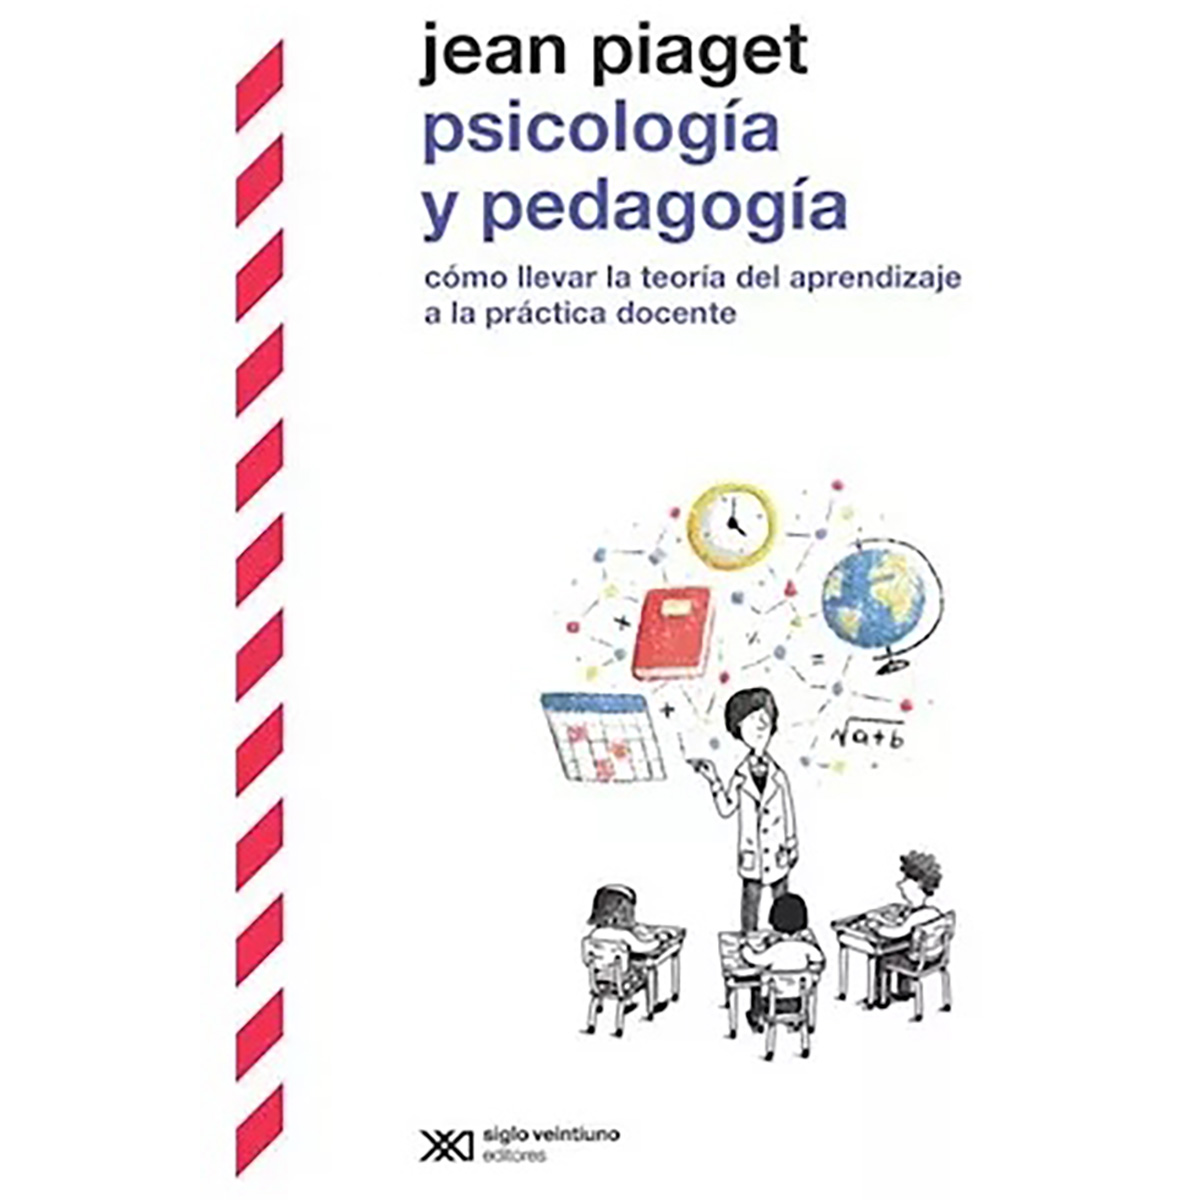 jean piaget
psicología
y pedagogía
cómo llevar la teoría del aprendizaje
a la práctica docente
+
%
=
+
√a+b
siglo veintiuno
editores